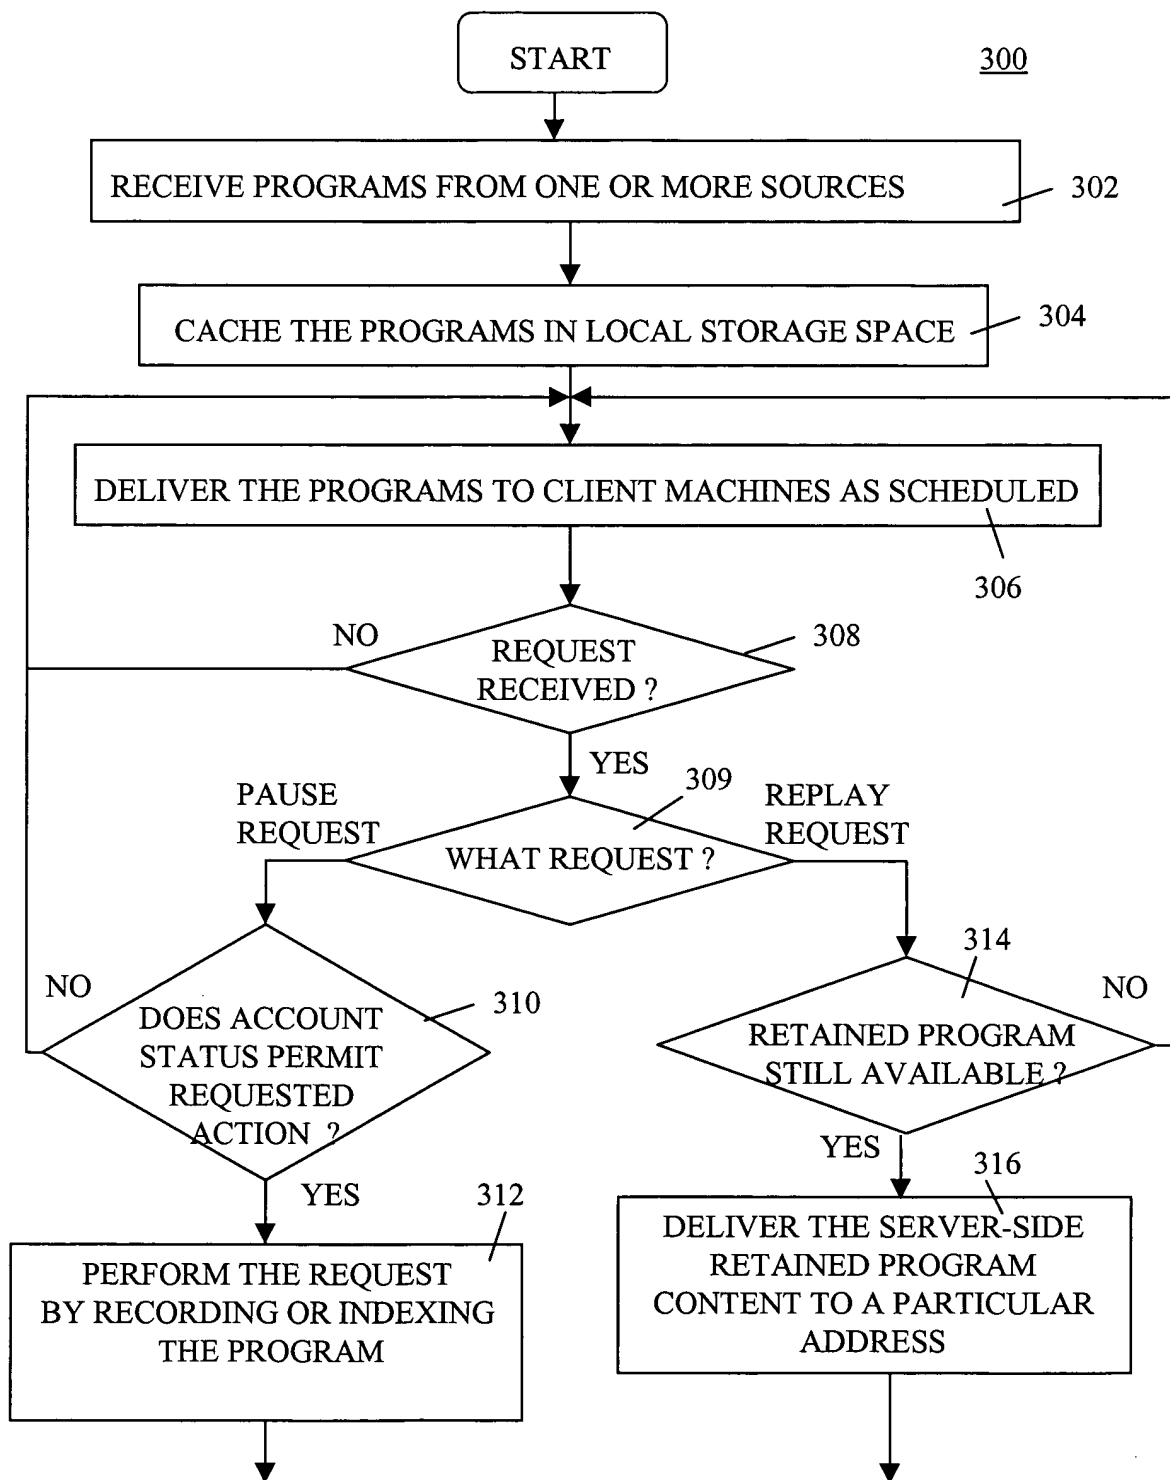 START
300
RECEIVE PROGRAMS FROM ONE OR MORE SOURCES
302
CACHE THE PROGRAMS IN LOCAL STORAGE SPACE
304
DELIVER THE PROGRAMS TO CLIENT MACHINES AS SCHEDULED
306
NO
REQUEST
RECEIVED ?
308
YES
PAUSE
REQUEST
309
WHAT REQUEST ?
REPLAY
REQUEST
NO
DOES ACCOUNT
STATUS PERMIT
REQUESTED
ACTION ?
310
314
NO
RETAINED PROGRAM
STILL AVAILABLE ?
YES
312
PERFORM THE REQUEST
BY RECORDING OR INDEXING
THE PROGRAM
YES
316
DELIVER THE SERVER-SIDE
RETAINED PROGRAM
CONTENT TO A PARTICULAR
ADDRESS